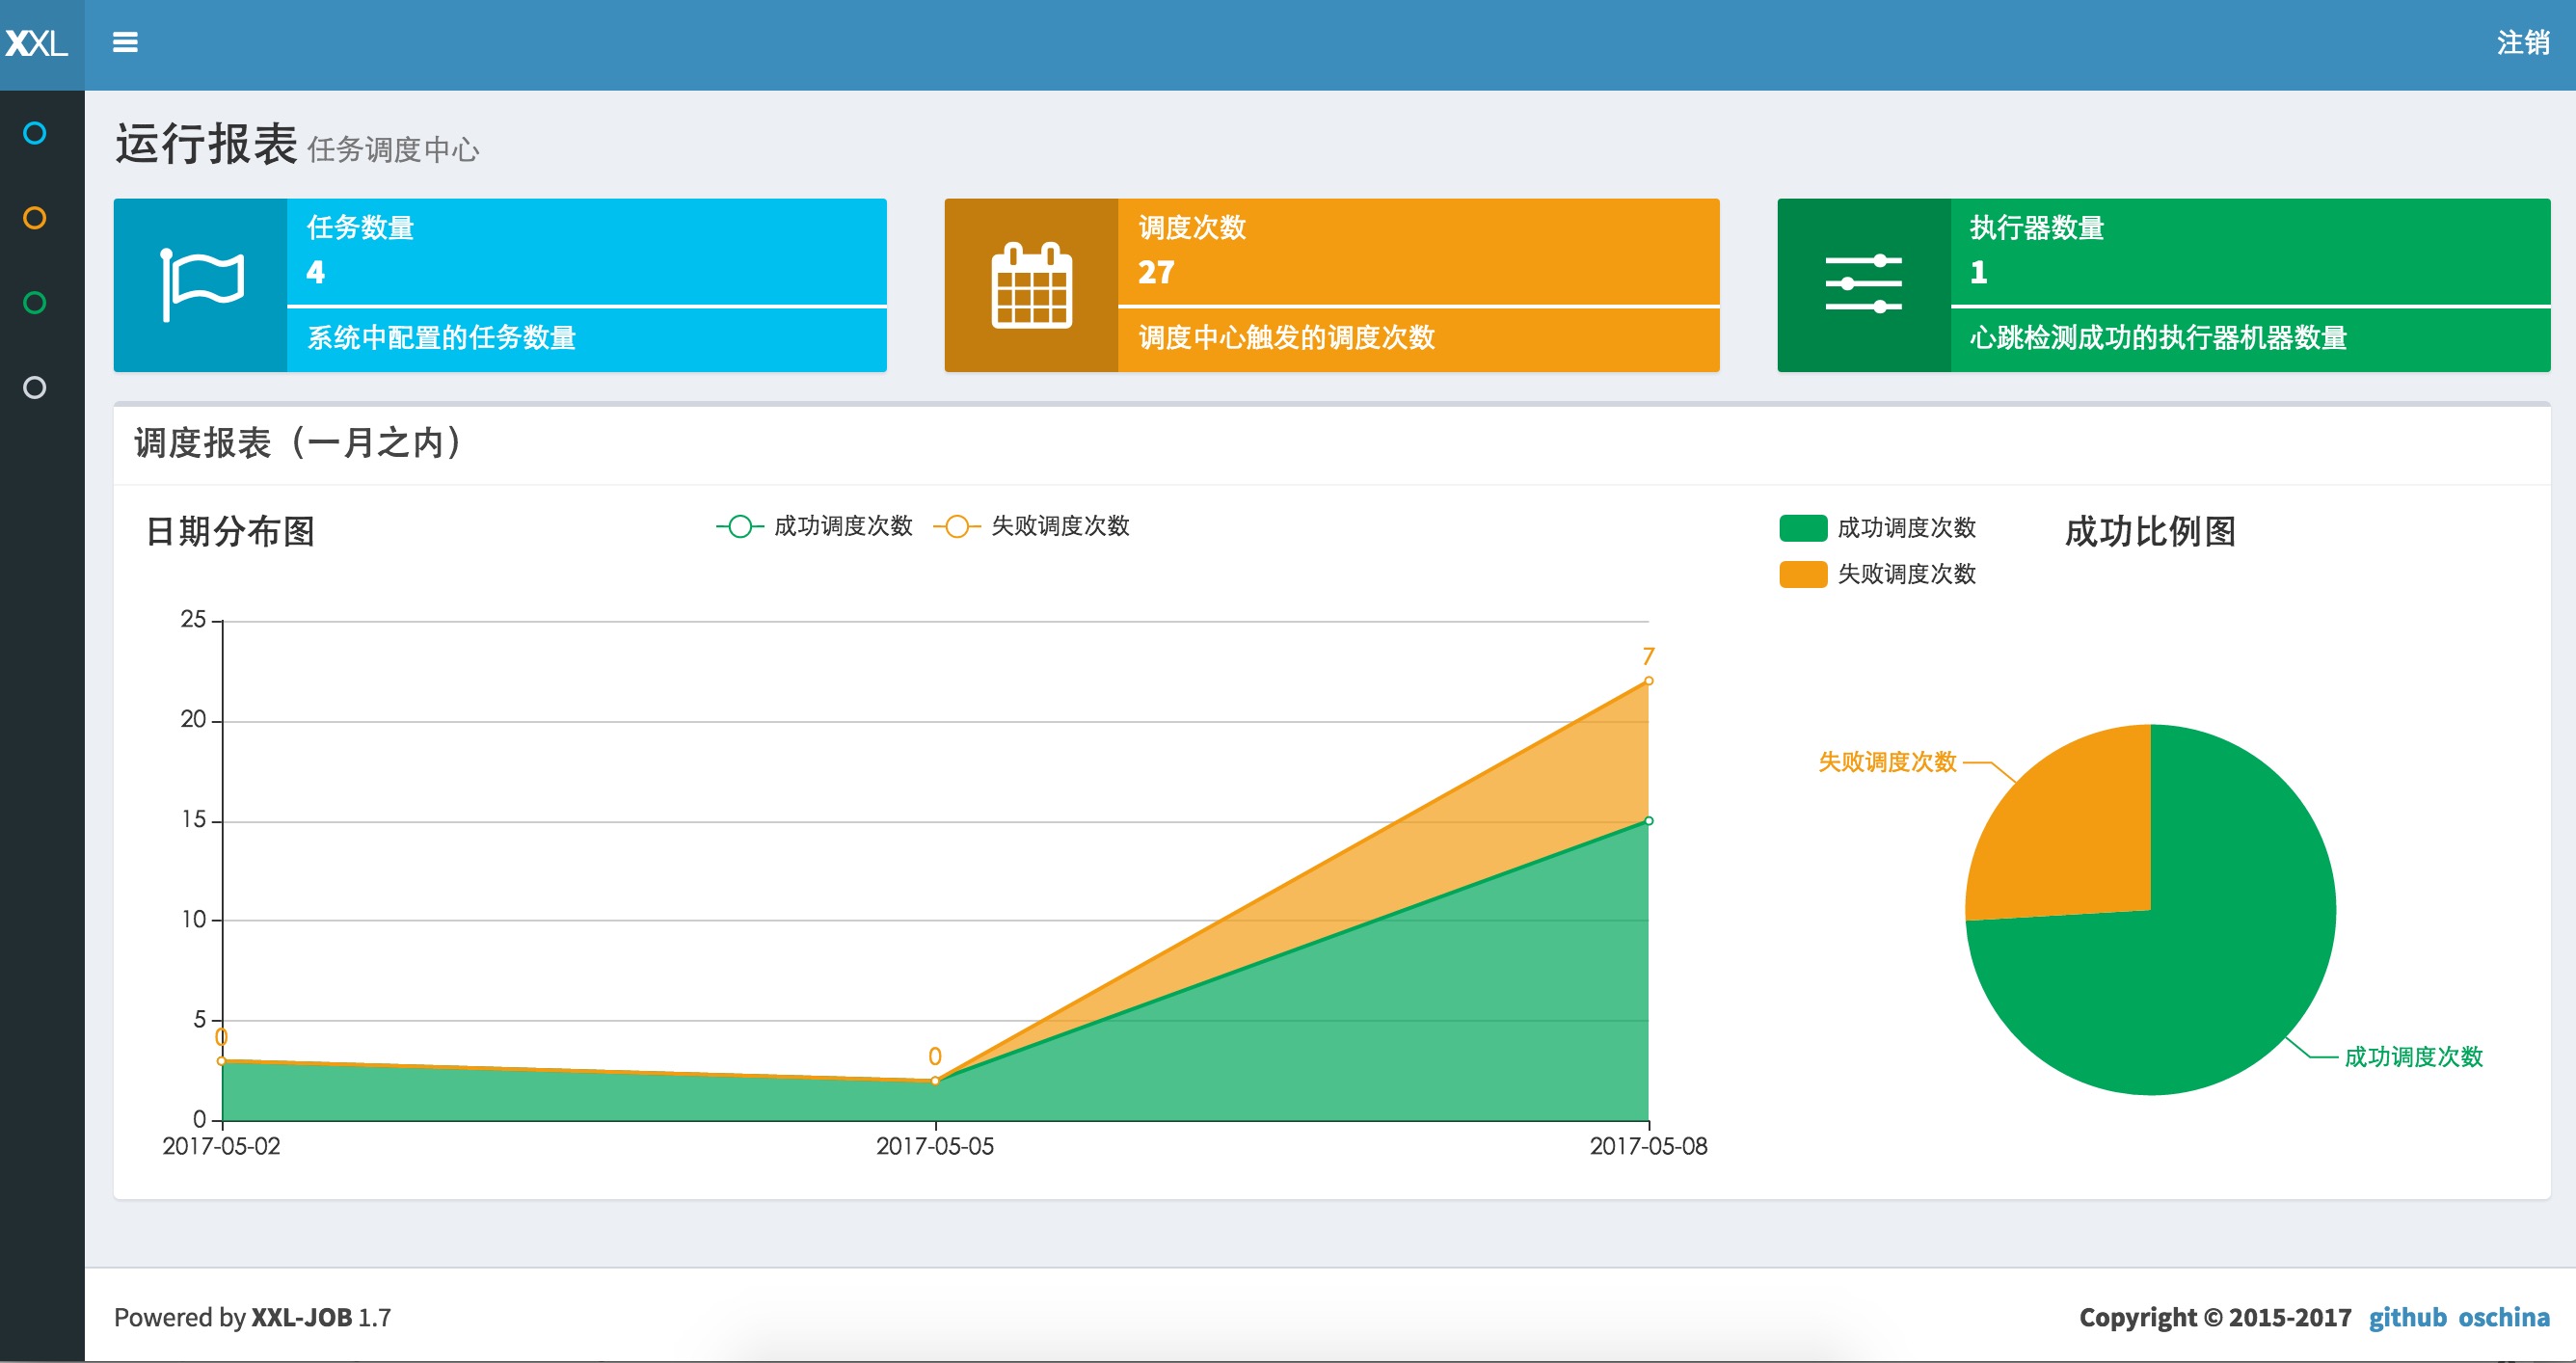 XXL
注销
运行报表 任务调度中心
任务数量
4
系统中配置的任务数量
调度次数
27
调度中心触发的调度次数
执行器数量
1
心跳检测成功的执行器机器数量
调度报表（一月之内）
日期分布图
成功调度次数 失败调度次数
25
20
15
10
5
0
0
0
7
2017-05-02 2017-05-05 2017-05-08
成功调度次数
失败调度次数
成功比例图
失败调度次数
成功调度次数
Powered by XXL-JOB 1.7
Copyright © 2015-2017 github oschina